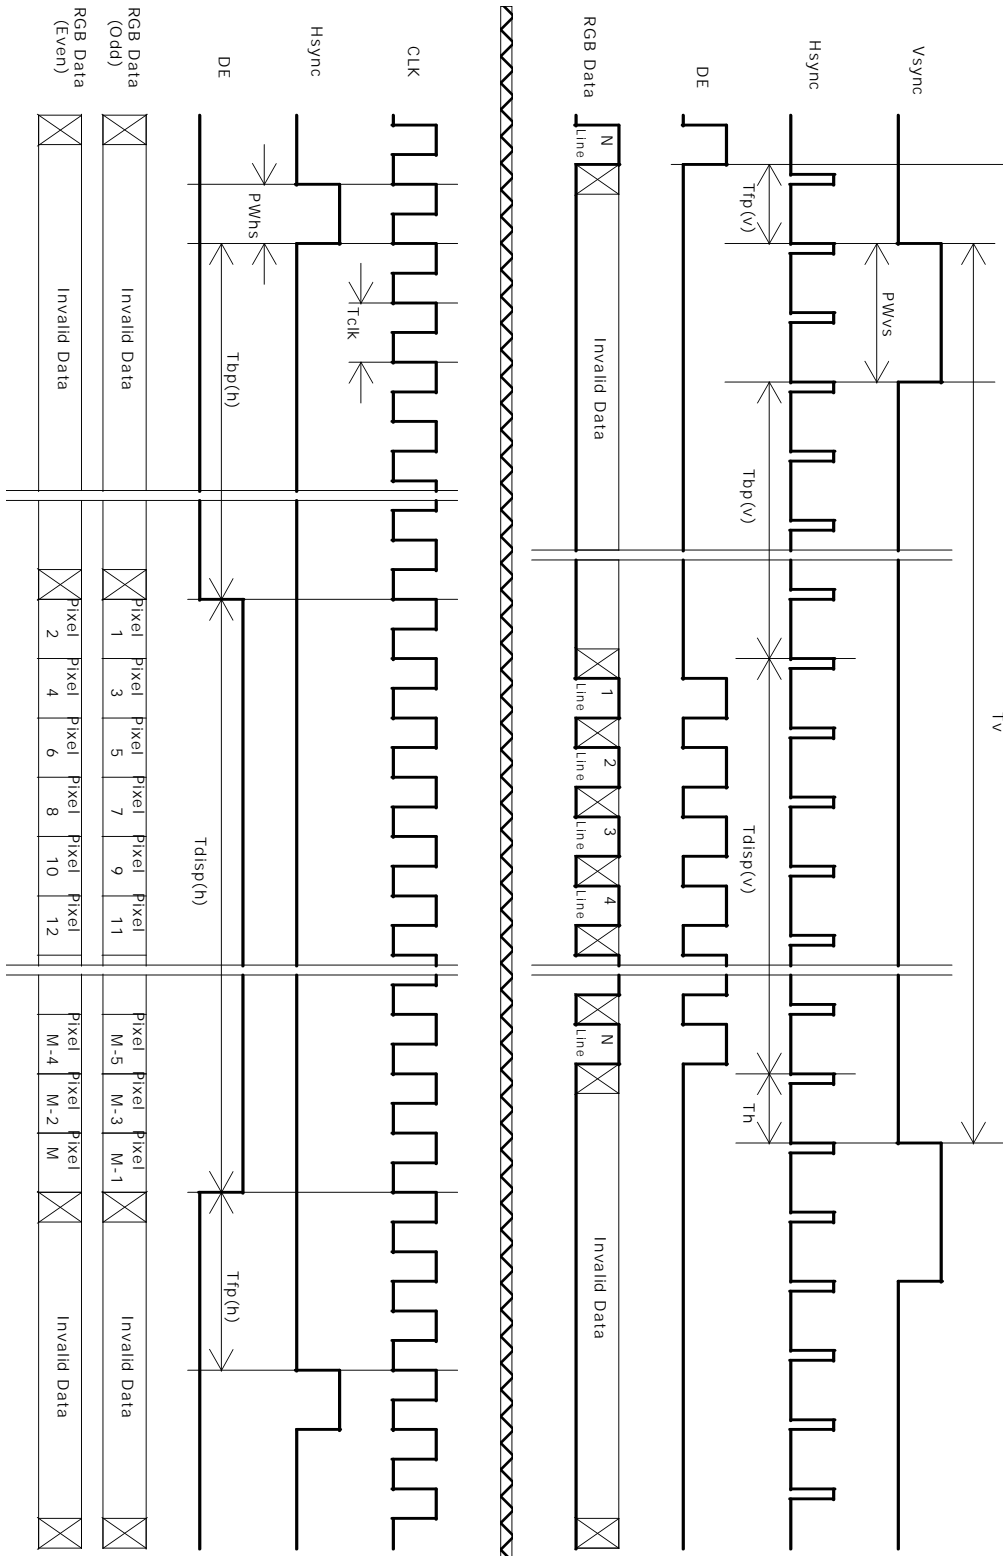 Vsync
Tv
PWvs
Hsync
Tfp(v)
Tbp(v)
Tdisp(v)
Th
DE
RGB Data
Line N
Invalid Data
Line 1
Line 2
Line 3
Line 4
Line N
Invalid Data
CLK
Tclk
Hsync
PWhs
DE
Tbp(h)
Tdisp(h)
Tfp(h)
RGB Data
(Odd)
Invalid Data
Pixel 1
Pixel 3
Pixel 5
Pixel 7
Pixel 9
Pixel 11
Pixel M-5
Pixel M-3
Pixel M-1
Invalid Data
RGB Data
(Even)
Invalid Data
Pixel 2
Pixel 4
Pixel 6
Pixel 8
Pixel 10
Pixel 12
Pixel M-4
Pixel M-2
Pixel M
Invalid Data